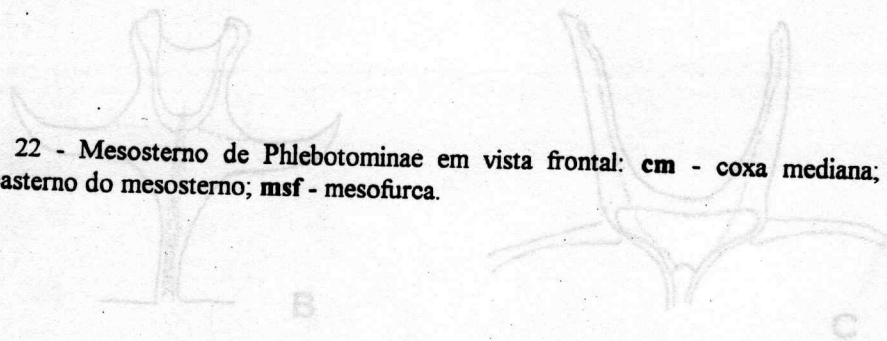 22 - Mesosterno de Phlebotominae em vista frontal: cm - coxa mediana;
asterno do mesosterno; msf - mesofurca.
B
C